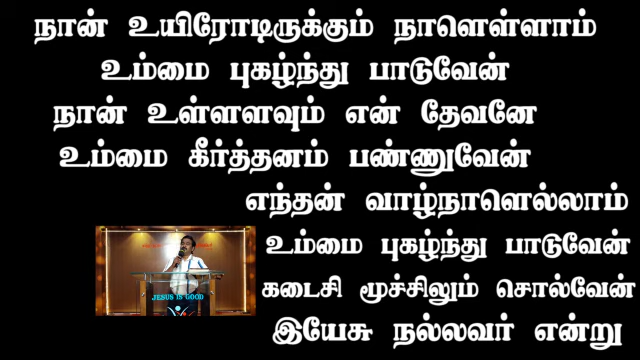 நான் உயிரோடிருக்கும் நாளெள்ளாம்
உம்மை புகழ்ந்து பாடுவேன்
நான் உள்ளளவும் என் தேவனே
உம்மை கீர்த்தனம் பண்ணுவேன்
எந்தன் வாழ்நாளெல்லாம்
உம்மை புகழ்ந்து பாடுவேன்
கடைசி மூச்சிலும் சொல்வேன்
இயேசு நல்லவர் என்று
JESUS IS GOOD